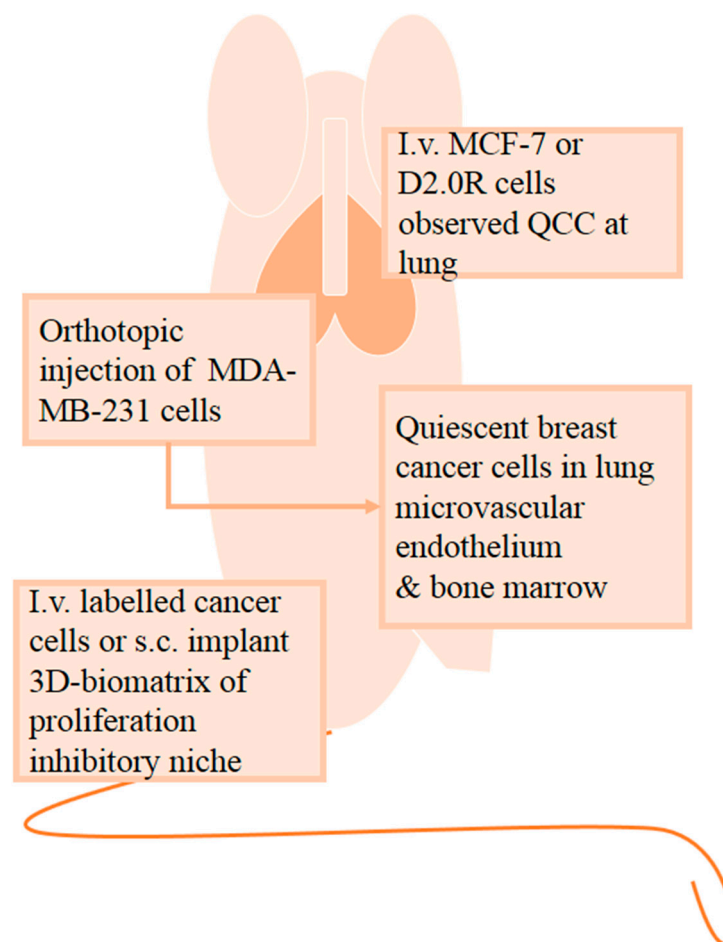 I.v. MCF-7 or
D2.0R cells
observed QCC at
lung
Orthotopic
injection of MDA-
MB-231 cells
Quiescent breast
cancer cells in lung
microvascular
endothelium
& bone marrow
I.v. labelled cancer
cells or s.c. implant
3D-biomatrix of
proliferation
inhibitory niche